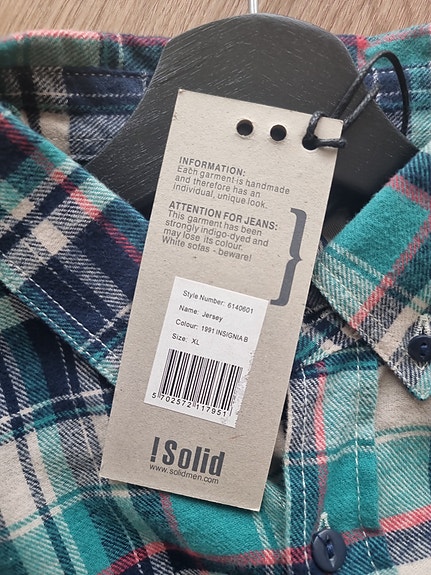 INFORMATION:
Each garment is handmade
and therefore has an
individual, unique look.
ATTENTION FOR JEANS:
This garment has been
strongly indigo-dyed and
may lose its colour.
White sofas - beware!
}
Style Number: 6140601
Name: Jersey
Colour: 1991 INSIGNIA B
Size: XL
5 702572 117951
! Solid
www.solidmen.com